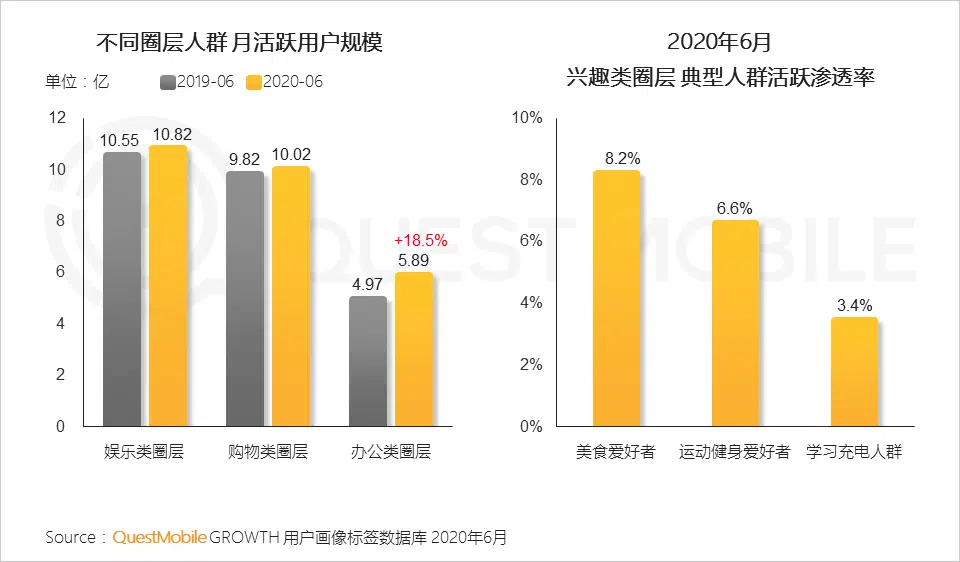 不同圈层人群 月活跃用户规模
单位：亿
2019-06
2020-06
12
10
8
6
4
2
0
10.55
10.82
9.82
10.02
4.97
+18.5%
5.89
娱乐类圈层
购物类圈层
办公类圈层
2020年6月
兴趣类圈层 典型人群活跃渗透率
10%
8%
6%
4%
2%
0%
8.2%
6.6%
3.4%
美食爱好者
运动健身爱好者
学习充电人群
QUEST MOBILE
Source：QuestMobile GROWTH 用户画像标签数据库 2020年6月